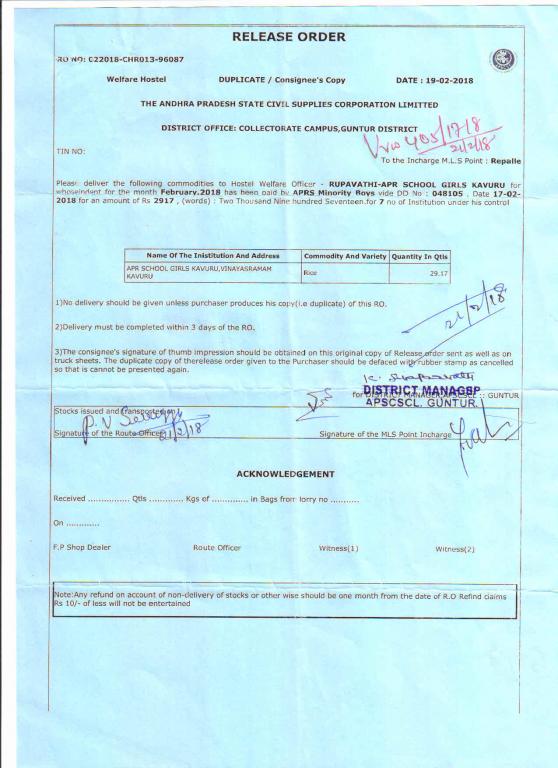 RELEASE ORDER
RO NO: C22018-CHR013-96087
Welfare Hostel DUPLICATE / Consignee's Copy DATE : 19-02-2018
THE ANDHRA PRADESH STATE CIVIL SUPPLIES CORPORATION LIMITTED
DISTRICT OFFICE: COLLECTORATE CAMPUS,GUNTUR DISTRICT
405/17/8
21/2/18
TIN NO:
To the Incharge M.L.S Point : Repalle
Please deliver the following commodities to Hostel Welfare Officer - RUPAVATHI-APR SCHOOL GIRLS KAVURU for
whoseindent for the month February.2018 has been paid by APRS Minority Boys vide DD No : 048105 , Date 17-02-
2018 for an amount of Rs 2917 , (words) : Two Thousand Nine hundred Seventeen.for 7 no of Institution under his control
Name Of The Inistitution And Address Commodity And Variety Quantity In Qtls
APR SCHOOL GIRLS KAVURU,VINAYASRAMAM
KAVURU Rice 29.17
1)No delivery should be given unless purchaser produces his copy(i.e duplicate) of this RO.
21/2/18
2)Delivery must be completed within 3 days of the RO.
3)The consignee's signature of thumb impression should be obtained on this original copy of Release order sent as well as on
truck sheets. The duplicate copy of therelease order given to the Purchaser should be defaced with rubber stamp as cancelled
so that is cannot be presented again.
for DISTRICT MANAGER,APSCSCL :: GUNTUR
DISTRICT MANAGER
APSCSCL, GUNTUR.
Stocks issued and Transpoted on
21/2/18
Signature of the Route Officer Signature of the MLS Point Incharge
ACKNOWLEDGEMENT
Received ................ Qtls ............. Kgs of .............. in Bags from lorry no ...........
On .............
F.P Shop Dealer Route Officer Witness(1) Witness(2)
Note:Any refund on account of non-delivery of stocks or other wise should be one month from the date of R.O Refind claims
Rs 10/- of less will not be entertained